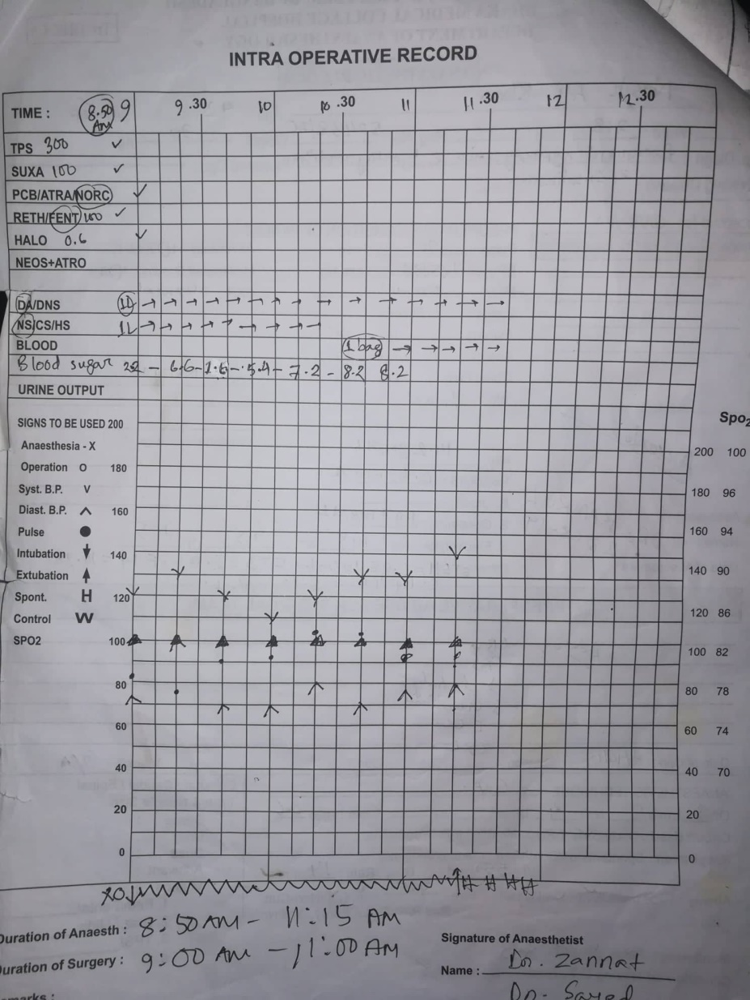 INTRA OPERATIVE RECORD
TIME : 8.50 AM 9 9.30 10 10.30 11 11.30 12 12.30
TPS 300 ✓
SUXA 100 ✓
PCB/ATRA/NORC ✓
RETH/FENT 100 ✓
HALO 0.6 ✓
NEOS+ATRO
DA/DNS 1L → → → → → → → → → → → → → →
NS/CS/HS 1L → → → → → → → →
BLOOD 1 bag → → → → →
Blood sugar 22 - 6.6 - 1.6 - 5.4 - 7.2 - 8.2 8.2
URINE OUTPUT
SIGNS TO BE USED 200 Spo2
Anaesthesia - X 200 100
Operation O 180
Syst. B.P. V 180 96
Diast. B.P. ʌ 160
Pulse ● 160 94
Intubation 140
Extubation 140 90
Spont. H 120
Control W 120 86
SPO2 100 100 82
80 80 78
60 60 74
40 40 70
20 20
0 0
XO H H H H
Duration of Anaesth : 8:50 AM - 11:15 AM
Duration of Surgery : 9:00 AM - 11:00 AM
Signature of Anaesthetist
Name : Dr. Zannat
Dr. Sayed